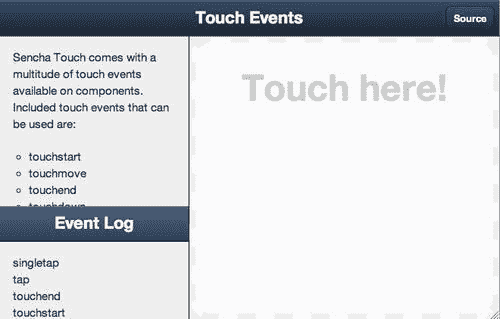 Touch Events
Source
Sencha Touch comes with a
multitude of touch events
available on components.
Included touch events that can
be used are:
touchstart
touchmove
touchend
touchdown
Touch here!
Event Log
singletap
tap
touchend
touchstart